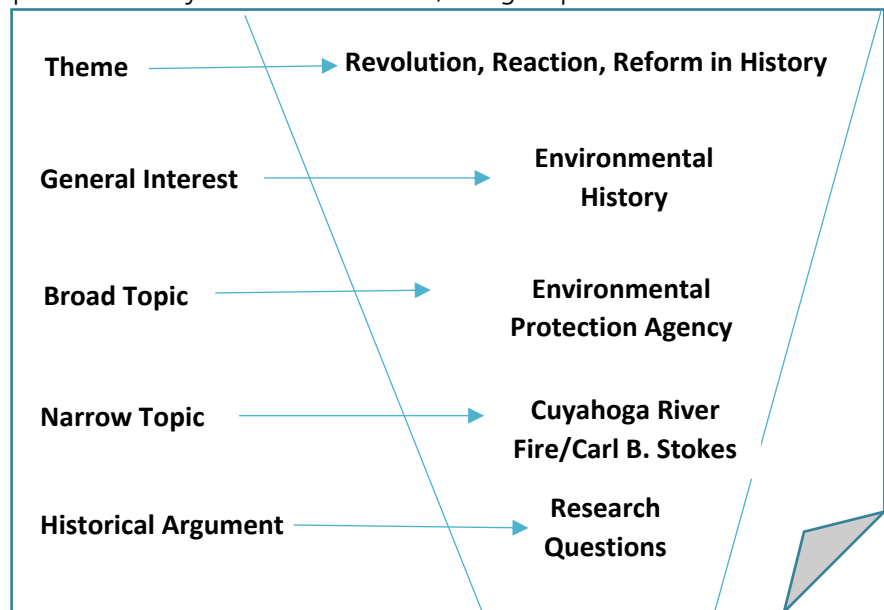 Theme Revolution, Reaction, Reform in History
General Interest Environmental
History
Broad Topic Environmental
Protection Agency
Narrow Topic Cuyahoga River
Fire/Carl B. Stokes
Historical Argument Research
Questions